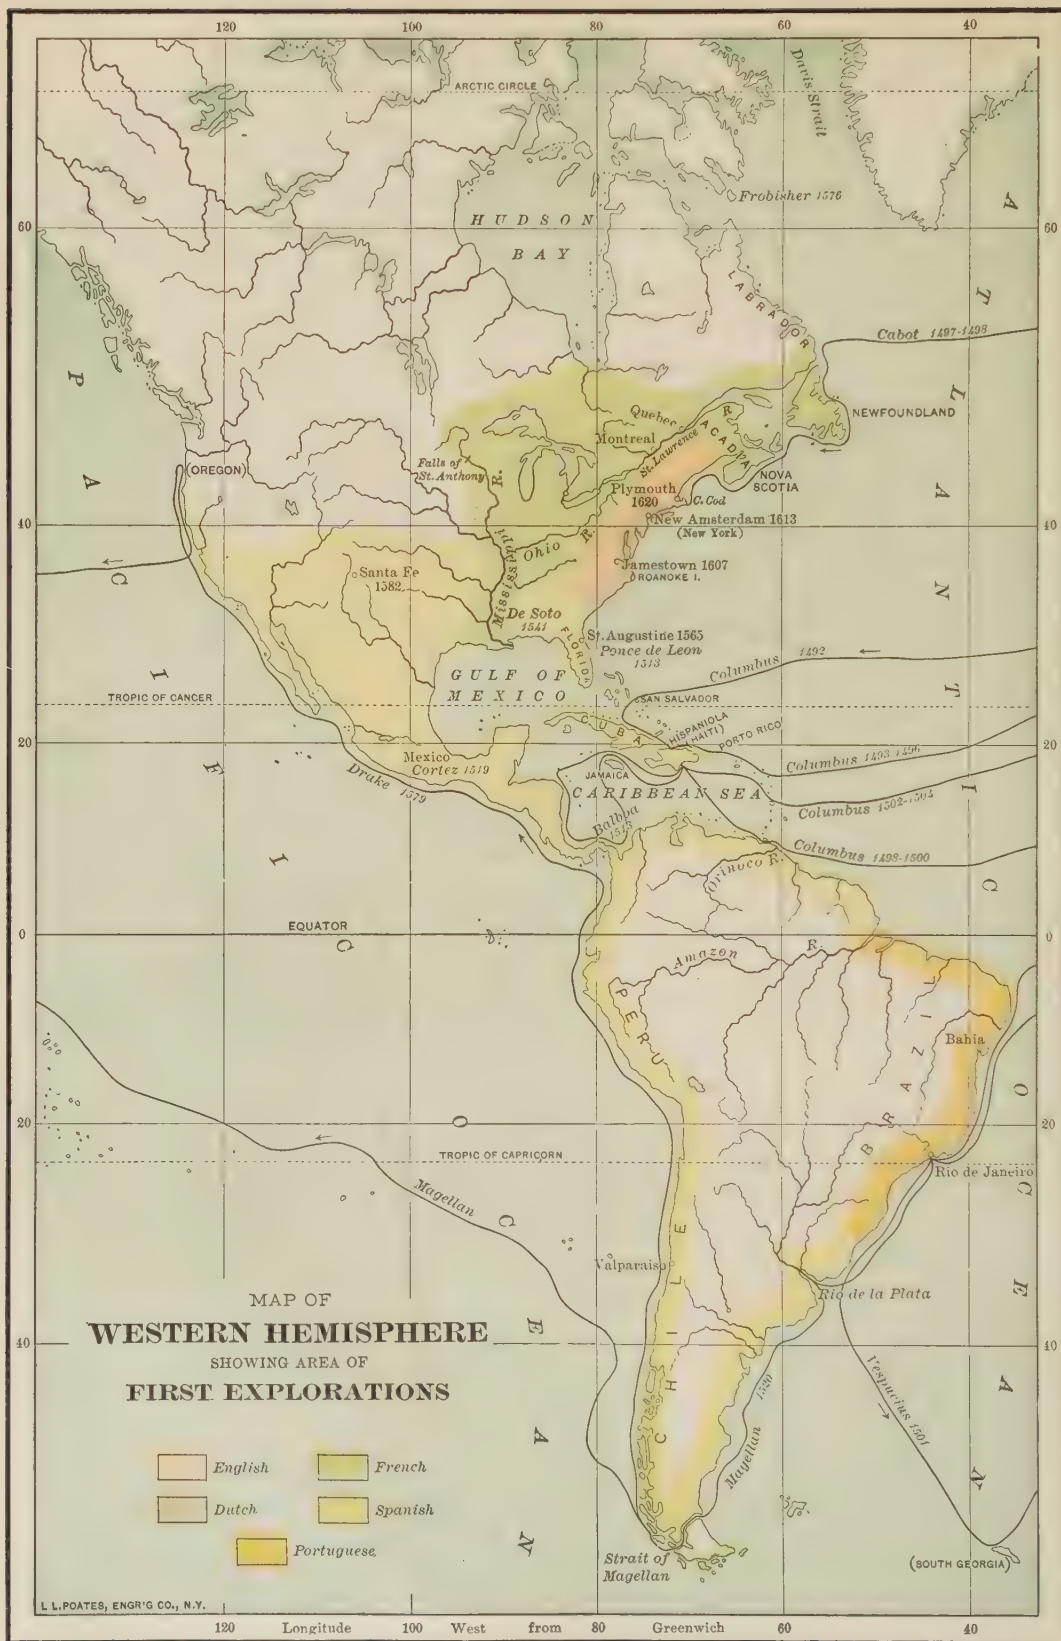 120 100 80 60 40
ARCTIC CIRCLE
Davis Strait
Frobisher 1576
HUDSON
BAY
60 60
LABRADOR
Cabot 1497-1498
NEWFOUNDLAND
Quebec
Montreal
St. Lawrence R.
ACADIA
NOVA
SCOTIA
(OREGON)
Falls of
St. Anthony
Mississippi R.
Plymouth
1620
C. Cod
40 40
New Amsterdam 1613
(New York)
Ohio R.
Jamestown 1607
ROANOKE I.
Santa Fe
1582
De Soto
1541
FLORIDA
St. Augustine 1565
Ponce de Leon
1513
Columbus 1492
GULF OF
MEXICO
TROPIC OF CANCER
SAN SALVADOR
CUBA
HISPANIOLA
(HAITI)
PORTO RICO
20 20
Mexico
Cortez 1519
Drake 1579
JAMAICA
CARIBBEAN SEA
Columbus 1493-1496
Columbus 1502-1504
Balboa
1513
Columbus 1498-1500
Orinoco R.
EQUATOR
0 0
Amazon R.
PERU
BRAZIL
Bahia
20 20
TROPIC OF CAPRICORN
Rio de Janeiro
Magellan
CHILE
Valparaiso
Rio de la Plata
PACIFIC OCEAN
ATLANTIC OCEAN
40 40
Vespucius 1501
Magellan 1520
Strait of
Magellan
(SOUTH GEORGIA)
MAP OF
WESTERN HEMISPHERE
SHOWING AREA OF
FIRST EXPLORATIONS
English
French
Dutch
Spanish
Portuguese
L.L. POATES, ENGR'G CO., N.Y.
120 Longitude 100 West from 80 Greenwich 60 40